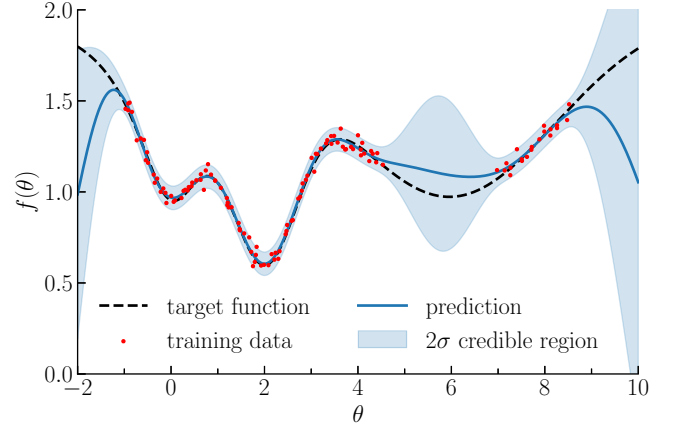 2.0
1.5
1.0
0.5
0.0
f(θ)
target function
prediction
training data
2σ credible region
−2 0 2 4 6 8 10
θ